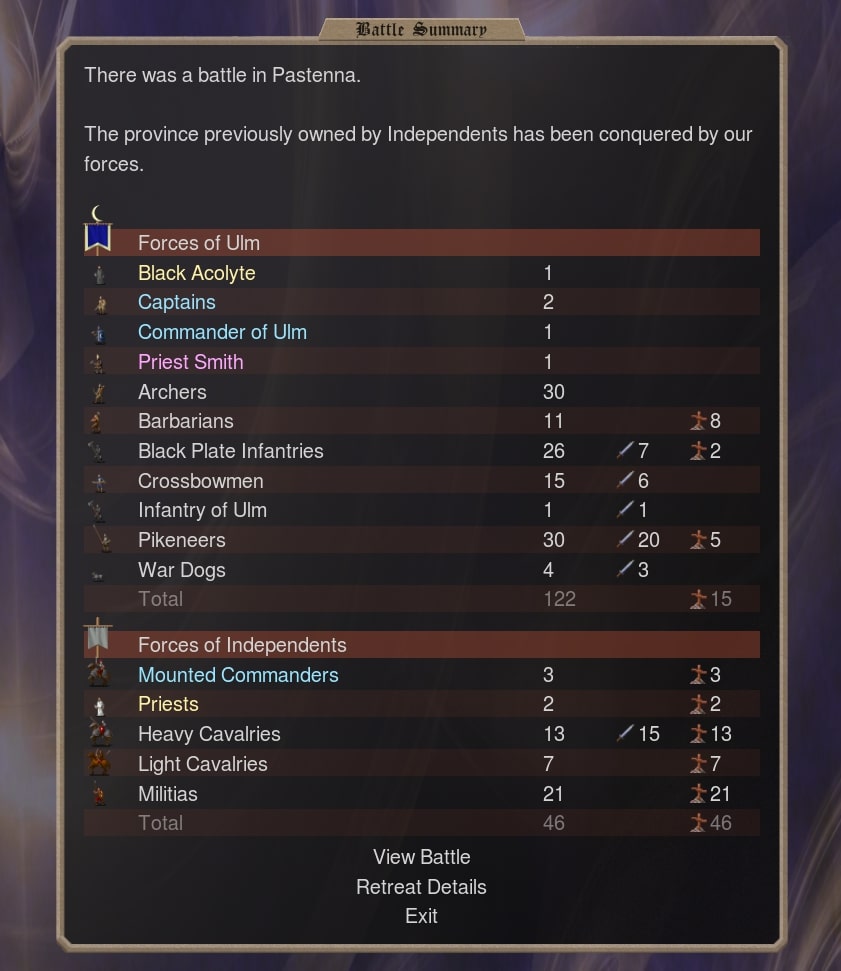 Battle Summary
There was a battle in Pastenna.
The province previously owned by Independents has been conquered by our
forces.
Forces of Ulm
Black Acolyte 1
Captains 2
Commander of Ulm 1
Priest Smith 1
Archers 30
Barbarians 11 8
Black Plate Infantries 26 7 2
Crossbowmen 15 6
Infantry of Ulm 1 1
Pikeneers 30 20 5
War Dogs 4 3
Total 122 15
Forces of Independents
Mounted Commanders 3 3
Priests 2 2
Heavy Cavalries 13 15 13
Light Cavalries 7 7
Militias 21 21
Total 46 46
View Battle
Retreat Details
Exit